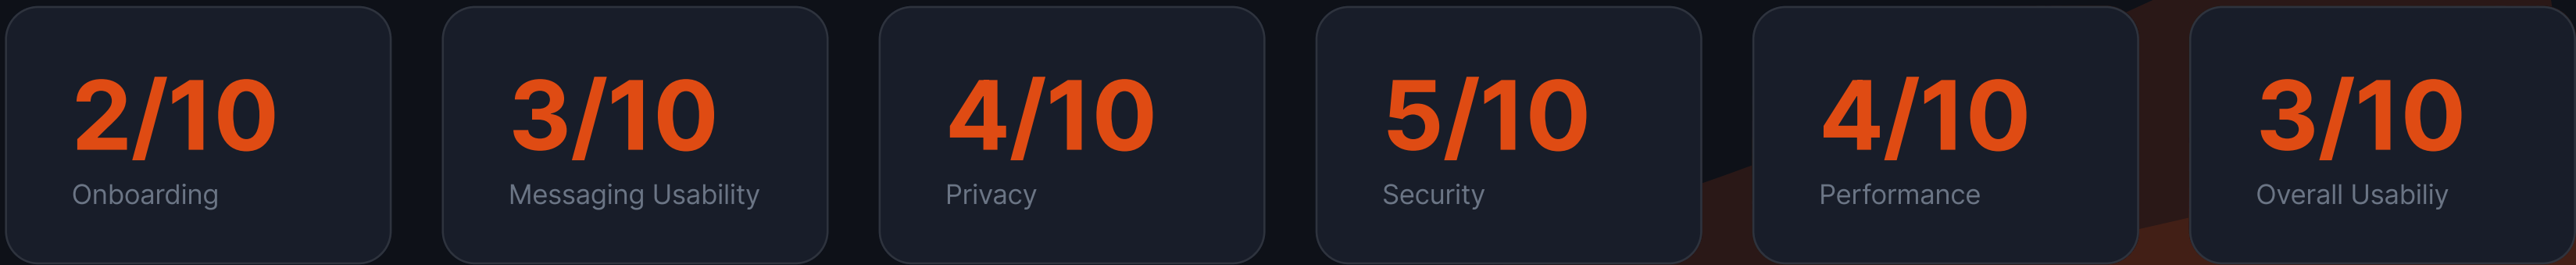 2/10
Onboarding
3/10
Messaging Usability
4/10
Privacy
5/10
Security
4/10
Performance
3/10
Overall Usabiliy